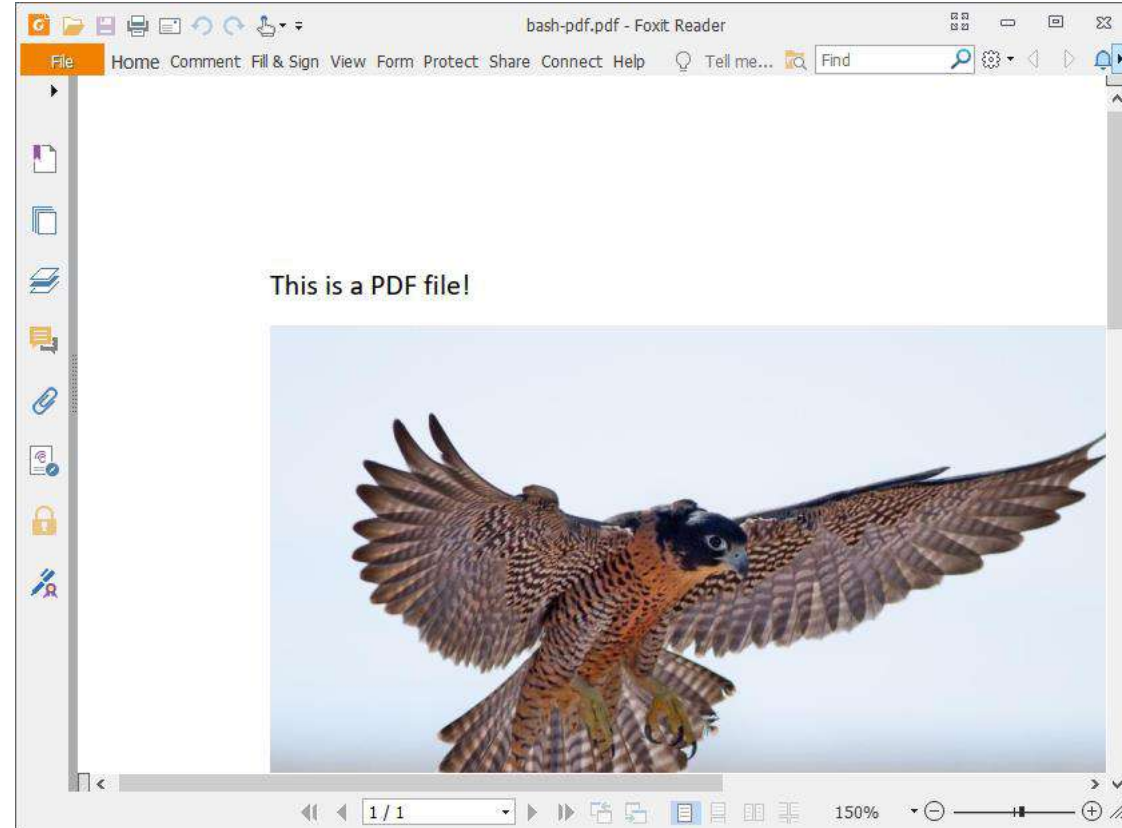 bash-pdf.pdf - Foxit Reader
File Home Comment Fill & Sign View Form Protect Share Connect Help Tell me... Find
This is a PDF file!
1 / 1 150%